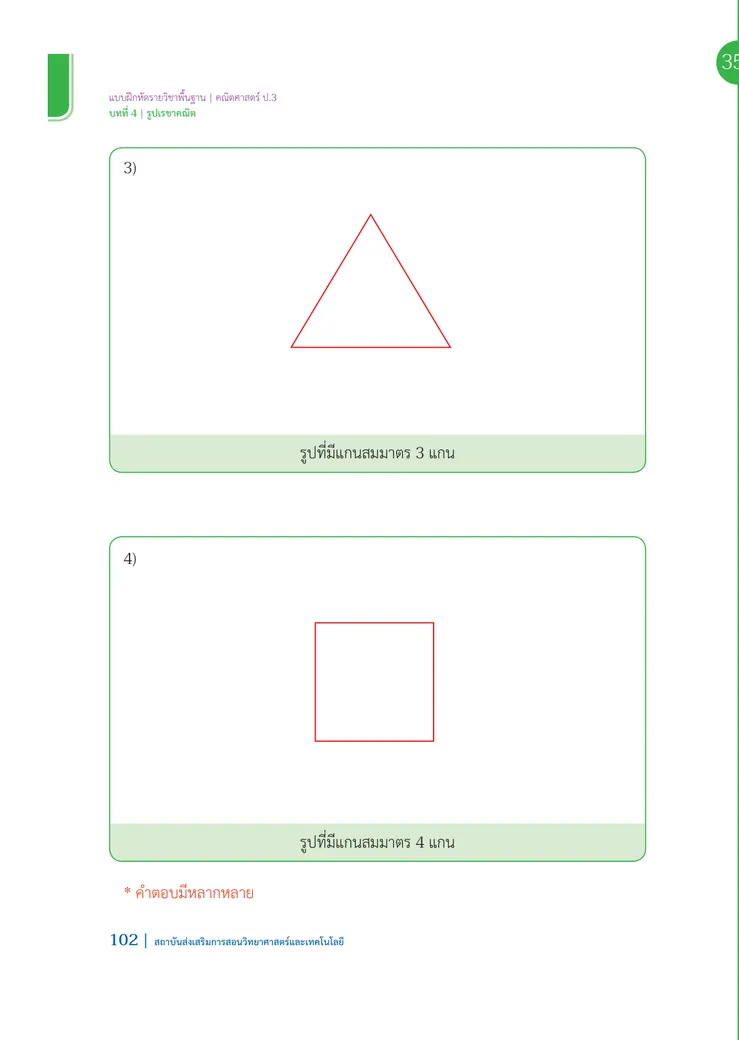 35
แบบฝึกหัดรายวิชาพื้นฐาน | คณิตศาสตร์ ป.3
บทที่ 4 | รูปเรขาคณิต
3)
รูปที่มีแกนสมมาตร 3 แกน
4)
รูปที่มีแกนสมมาตร 4 แกน
* คำตอบมีหลากหลาย
102 | สถาบันส่งเสริมการสอนวิทยาศาสตร์และเทคโนโลยี